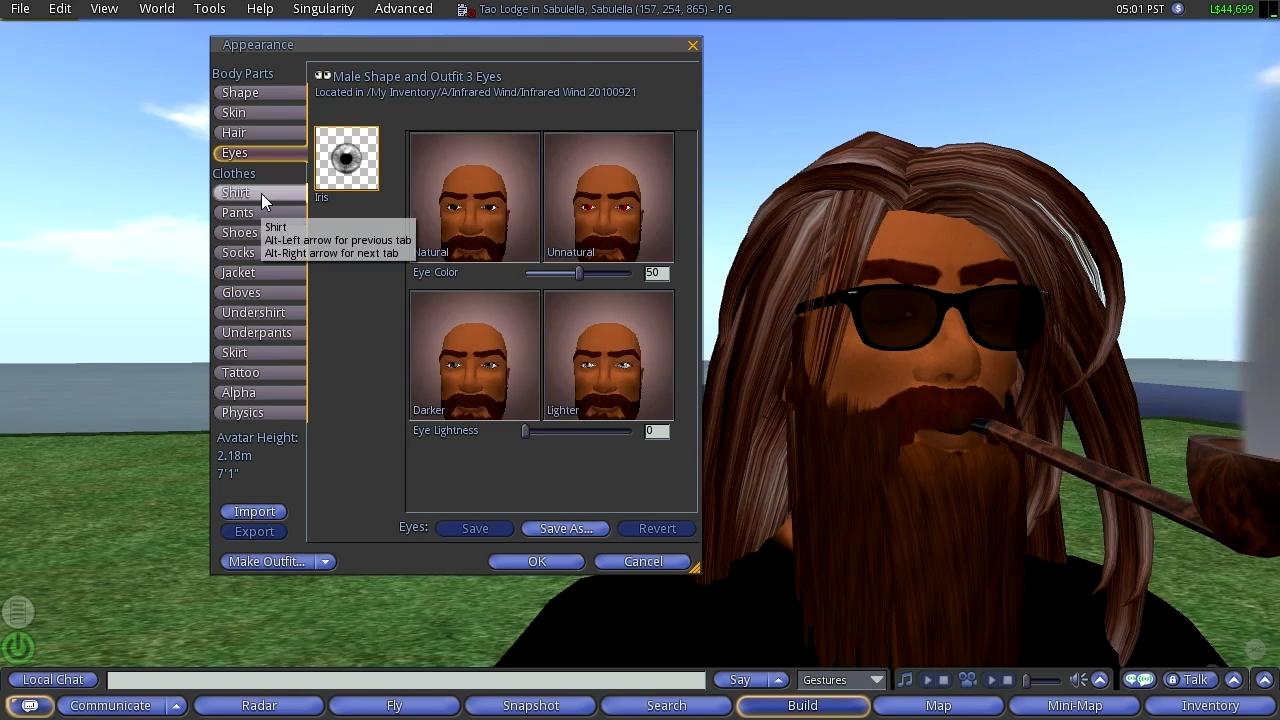 File Edit View World Tools Help Singularity Advanced Tao Lodge in Sabulella, Sabulella (157, 254, 865) - PG 05:01 PST L$44,699
Appearance
Body Parts
Shape
Skin
Hair
Eyes
Clothes
Shirt
Pants
Shoes
Socks
Jacket
Gloves
Undershirt
Underpants
Skirt
Tattoo
Alpha
Physics
Avatar Height:
2.18m
7'1"
Import
Export
Make Outfit...
Male Shape and Outfit 3 Eyes
Located in /My Inventory/A/Infrared Wind/Infrared Wind 20100921
Iris
Shirt
Alt-Left arrow for previous tab
Alt-Right arrow for next tab
Natural Unnatural
Eye Color 50
Darker Lighter
Eye Lightness 0
Eyes: Save Save As... Revert
OK Cancel
Local Chat Say Gestures Talk
Communicate Radar Fly Snapshot Search Build Map Mini-Map Inventory